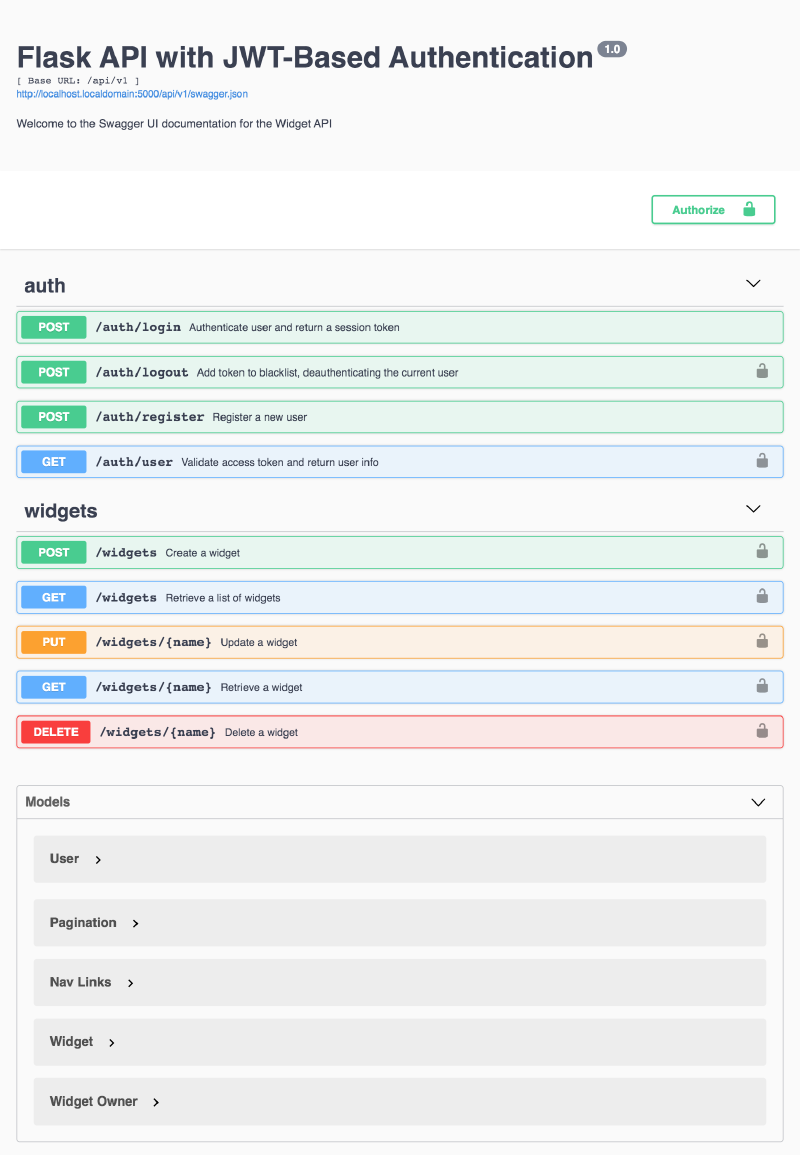 Flask API with JWT-Based Authentication 1.0
[ Base URL: /api/v1 ]
http://localhost.localdomain:5000/api/v1/swagger.json
Welcome to the Swagger UI documentation for the Widget API
Authorize
auth
POST /auth/login Authenticate user and return a session token
POST /auth/logout Add token to blacklist, deauthenticating the current user
POST /auth/register Register a new user
GET /auth/user Validate access token and return user info
widgets
POST /widgets Create a widget
GET /widgets Retrieve a list of widgets
PUT /widgets/{name} Update a widget
GET /widgets/{name} Retrieve a widget
DELETE /widgets/{name} Delete a widget
Models
User
Pagination
Nav Links
Widget
Widget Owner